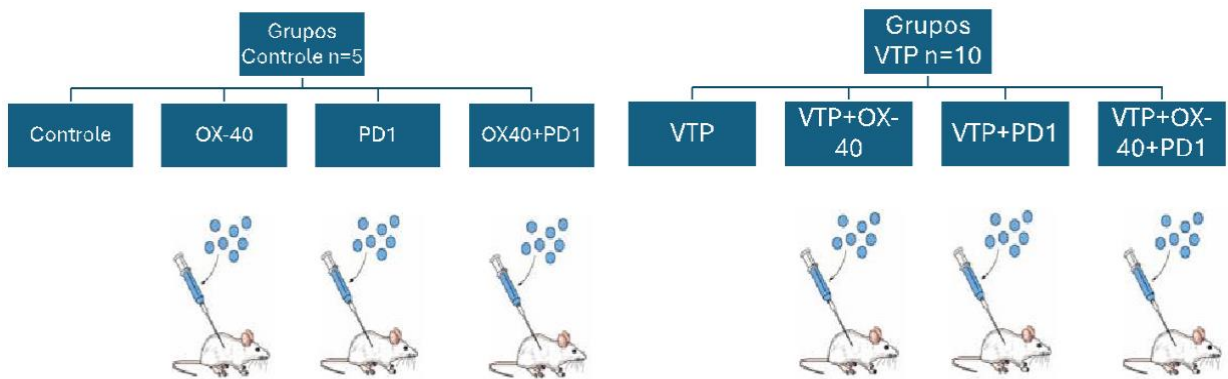 Grupos
Controle n=5
Controle
OX-40
PD1
OX40+PD1
Grupos
VTP n=10
VTP
VTP+OX-
40
VTP+PD1
VTP+OX-
40+PD1